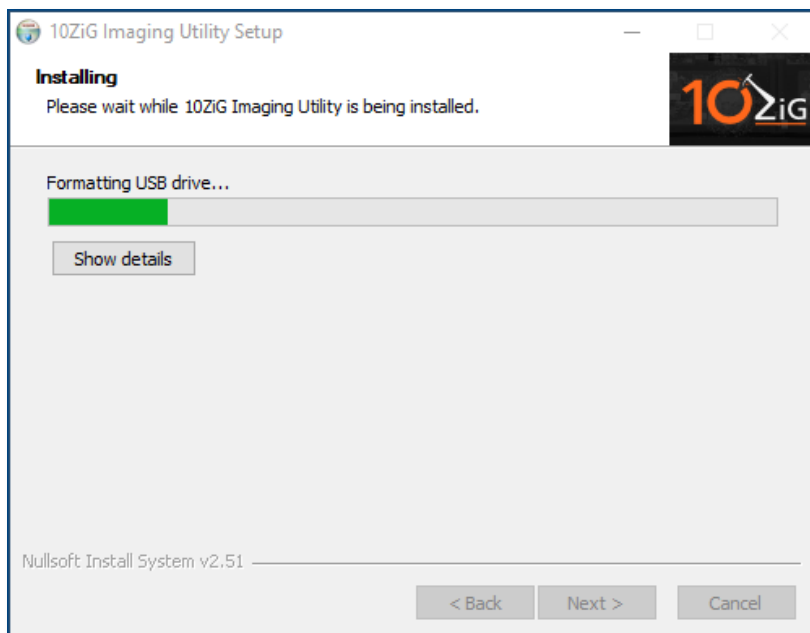 10ZiG Imaging Utility Setup
Installing
Please wait while 10ZiG Imaging Utility is being installed.
10ZiG
Formatting USB drive...
Show details
Nullsoft Install System v2.51
< Back
Next >
Cancel